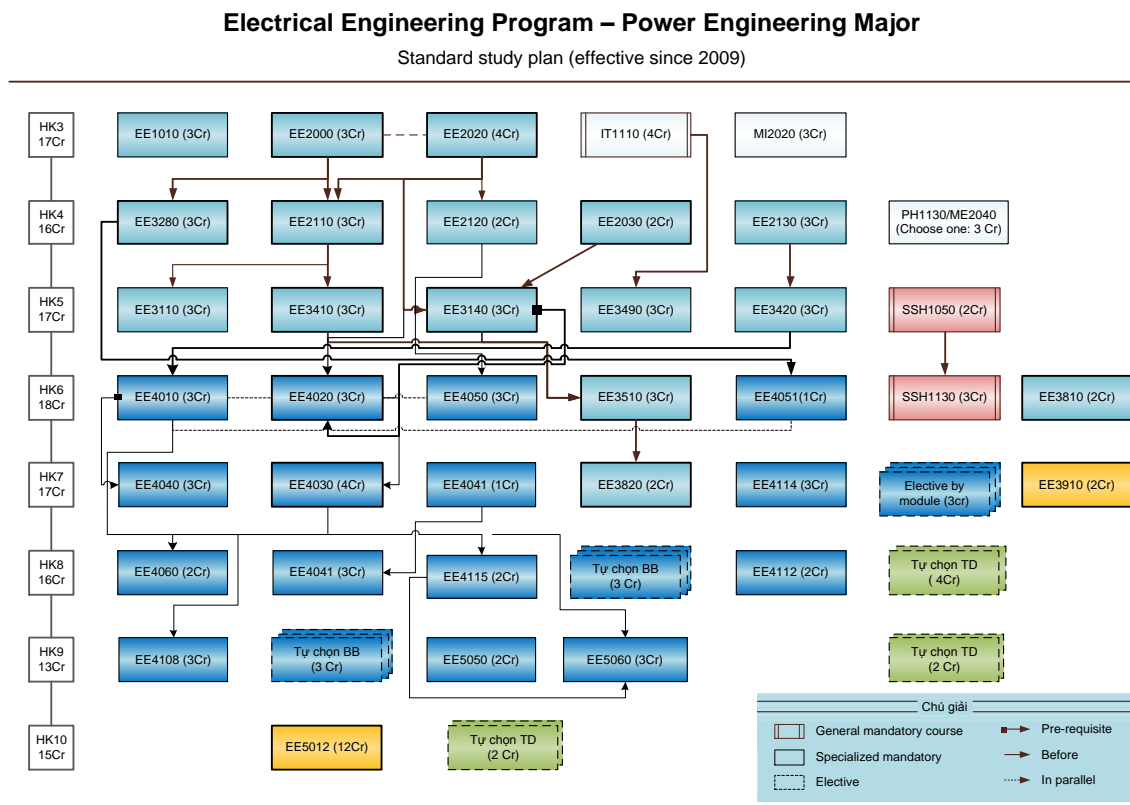 Electrical Engineering Program – Power Engineering Major
Standard study plan (effective since 2009)
HK3
17Cr
EE1010 (3Cr)
EE2000 (3Cr)
EE2020 (4Cr)
IT1110 (4Cr)
MI2020 (3Cr)
HK4
16Cr
EE3280 (3Cr)
EE2110 (3Cr)
EE2120 (2Cr)
EE2030 (2Cr)
EE2130 (3Cr)
PH1130/ME2040
(Choose one: 3 Cr)
HK5
17Cr
EE3110 (3Cr)
EE3410 (3Cr)
EE3140 (3Cr)
EE3490 (3Cr)
EE3420 (3Cr)
SSH1050 (2Cr)
HK6
18Cr
EE4010 (3Cr)
EE4020 (3Cr)
EE4050 (3Cr)
EE3510 (3Cr)
EE4051(1Cr)
SSH1130 (3Cr)
EE3810 (2Cr)
HK7
17Cr
EE4040 (3Cr)
EE4030 (4Cr)
EE4041 (1Cr)
EE3820 (2Cr)
EE4114 (3Cr)
Elective by
module (3cr)
EE3910 (2Cr)
HK8
16Cr
EE4060 (2Cr)
EE4041 (3Cr)
EE4115 (2Cr)
Tự chọn BB
(3 Cr)
EE4112 (2Cr)
Tự chọn TD
( 4Cr)
HK9
13Cr
EE4108 (3Cr)
Tự chọn BB
(3 Cr)
EE5050 (2Cr)
EE5060 (3Cr)
Tự chọn TD
(2 Cr)
HK10
15Cr
EE5012 (12Cr)
Tự chọn TD
(2 Cr)
Chú giải
General mandatory course
Pre-requisite
Specialized mandatory
Before
Elective
In parallel